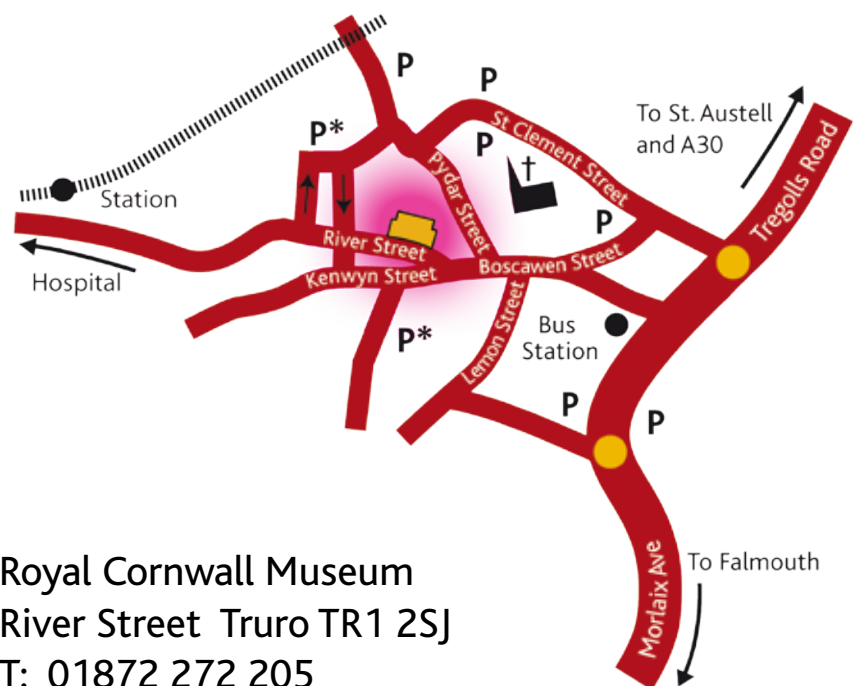 P
P
P*
P
To St. Austell
and A30
St Clement Street
Pydar Street
Tregolls Road
Station
P
River Street
Boscawen Street
Hospital
Kenwyn Street
P*
Lemon Street
Bus
Station
P
P
Morlaix Ave
To Falmouth
Royal Cornwall Museum
River Street Truro TR1 2SJ
T: 01872 272 205